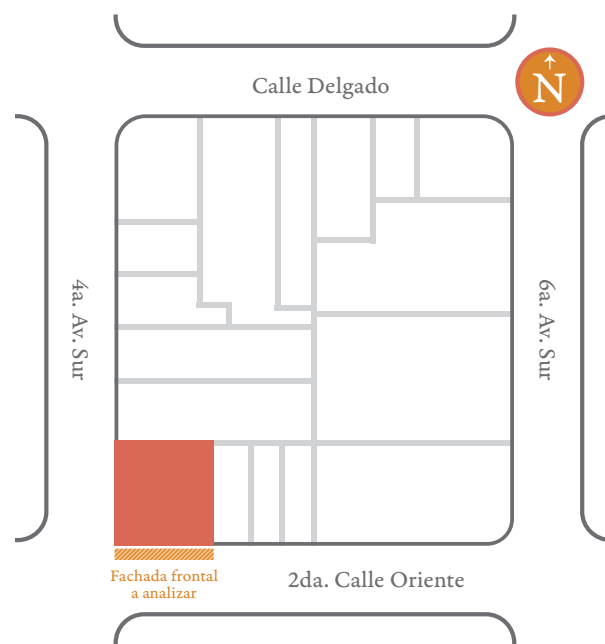 Calle Delgado
N
4a. Av. Sur
6a. Av. Sur
Fachada frontal
a analizar
2da. Calle Oriente